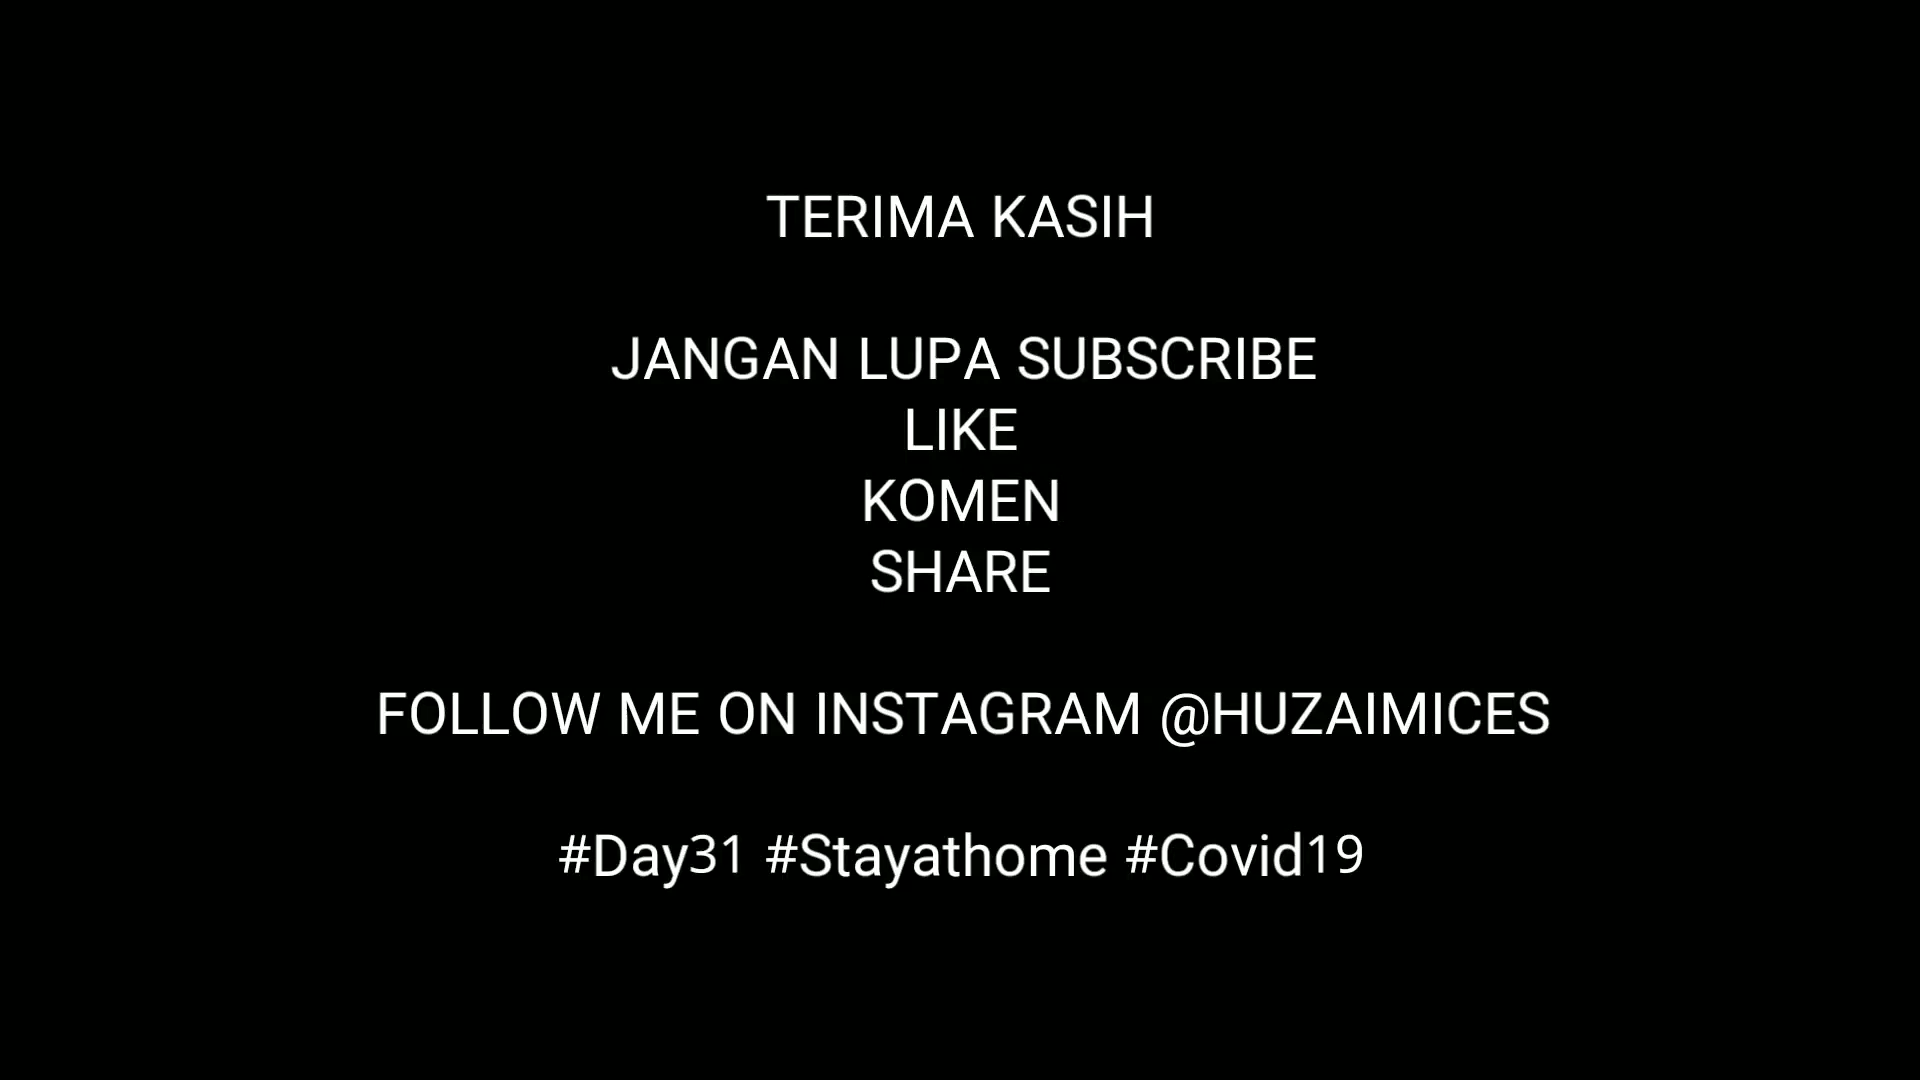 TERIMA KASIH
JANGAN LUPA SUBSCRIBE
LIKE
KOMEN
SHARE
FOLLOW ME ON INSTAGRAM @HUZAIMICES
#Day31 #Stayathome #Covid19